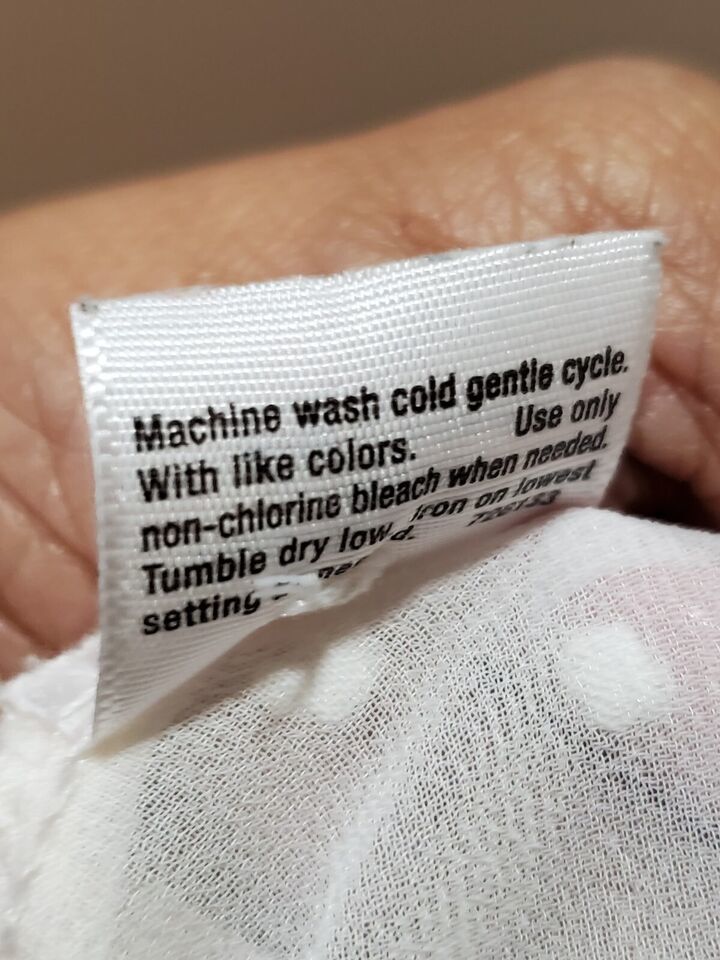 Machine wash cold gentle cycle.
With like colors. Use only
non-chlorine bleach when needed.
Tumble dry low. Iron on lowest
setting